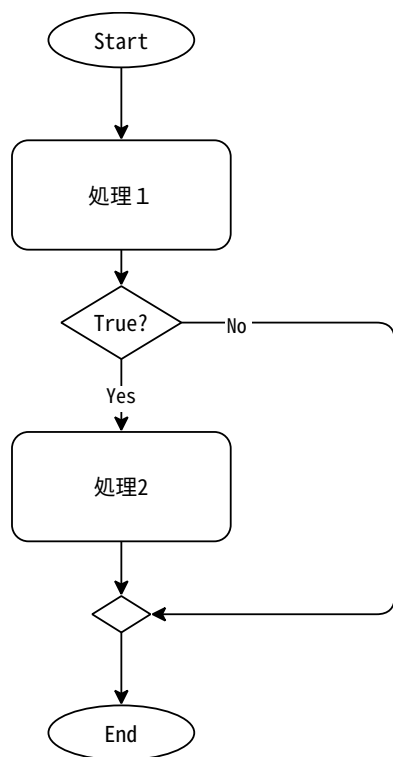 Start
処理１
True?
No
Yes
処理2
End